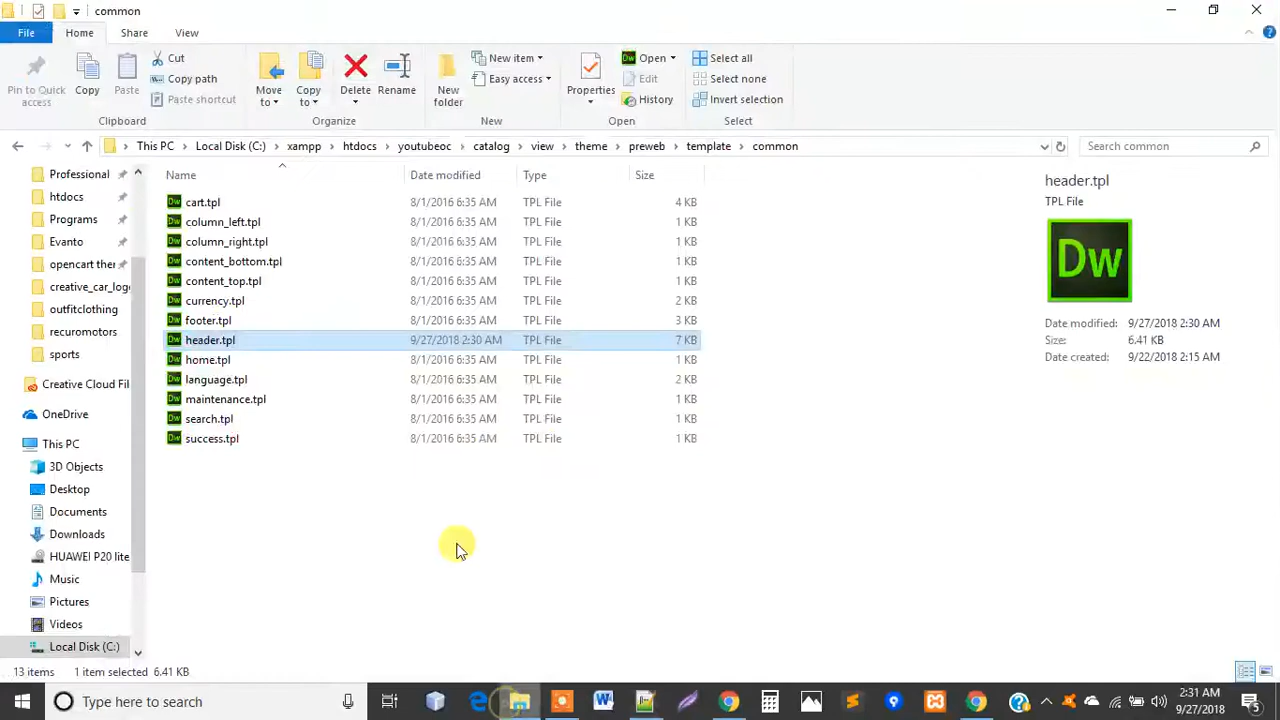 common
File Home Share View
Pin to Quick access
Copy
Paste
Cut
Copy path
Paste shortcut
Clipboard
Move to
Copy to
Delete
Rename
Organize
New folder
New item
Easy access
New
Properties
Open
Edit
History
Open
Select all
Select none
Invert selection
Select
This PC Local Disk (C:) xampp htdocs youtubeoc catalog view theme preweb template common
Search common
Professional
htdocs
Programs
Evanto
opencart the
creative_car_log
outfitclothing
recuromotors
sports
Creative Cloud Fil
OneDrive
This PC
3D Objects
Desktop
Documents
Downloads
HUAWEI P20 lite
Music
Pictures
Videos
Local Disk (C:)
Name Date modified Type Size
cart.tpl 8/1/2016 6:35 AM TPL File 4 KB
column_left.tpl 8/1/2016 6:35 AM TPL File 1 KB
column_right.tpl 8/1/2016 6:35 AM TPL File 1 KB
content_bottom.tpl 8/1/2016 6:35 AM TPL File 1 KB
content_top.tpl 8/1/2016 6:35 AM TPL File 1 KB
currency.tpl 8/1/2016 6:35 AM TPL File 2 KB
footer.tpl 8/1/2016 6:35 AM TPL File 3 KB
header.tpl 9/27/2018 2:30 AM TPL File 7 KB
home.tpl 8/1/2016 6:35 AM TPL File 1 KB
language.tpl 8/1/2016 6:35 AM TPL File 2 KB
maintenance.tpl 8/1/2016 6:35 AM TPL File 1 KB
search.tpl 8/1/2016 6:35 AM TPL File 1 KB
success.tpl 8/1/2016 6:35 AM TPL File 1 KB
header.tpl
TPL File
Dw
Date modified: 9/27/2018 2:30 AM
Size: 6.41 KB
Date created: 9/22/2018 2:15 AM
13 items 1 item selected 6.41 KB
Type here to search
2:31 AM
9/27/2018
5